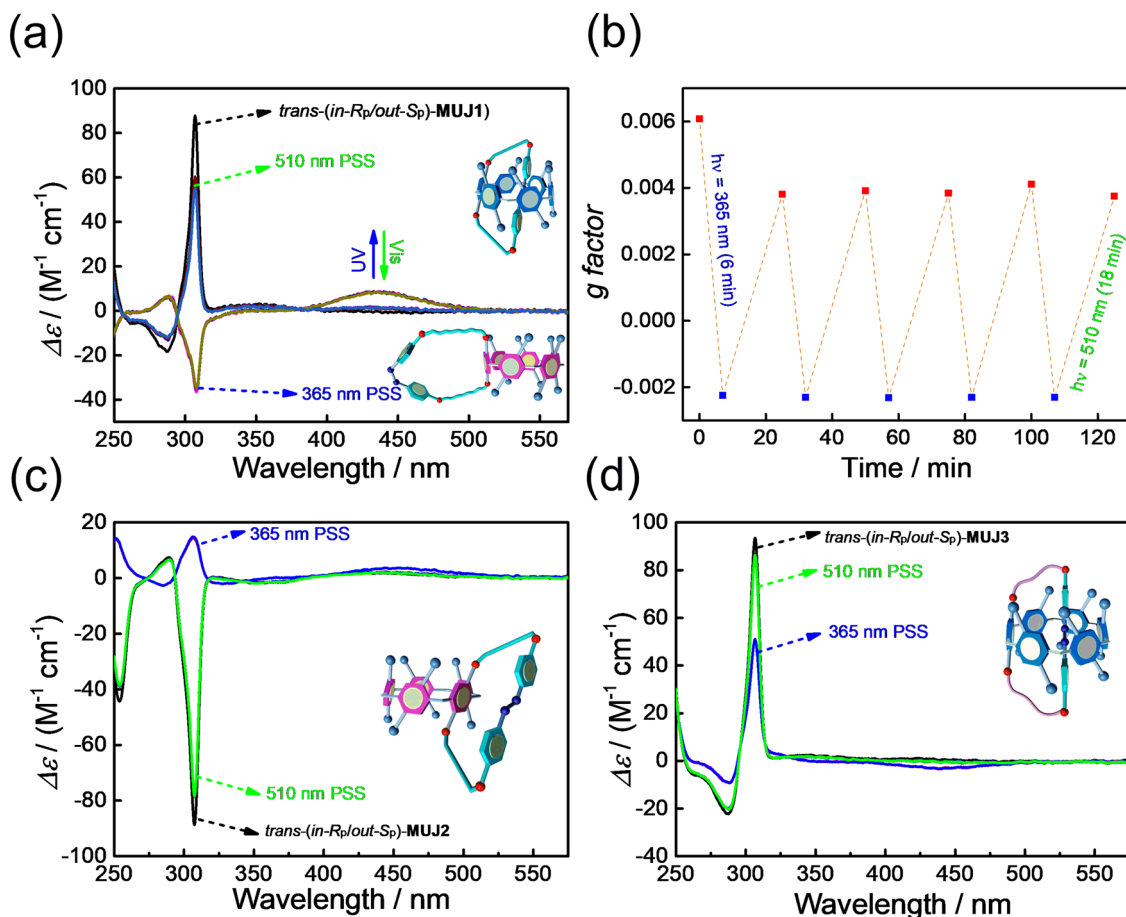 (a)
Δε / (M⁻¹ cm⁻¹)
100
80
60
40
20
0
-20
-40
trans-(in-Rp/out-Sp)-MUJ1)
510 nm PSS
UV
Vis
365 nm PSS
250 300 350 400 450 500 550
Wavelength / nm
(b)
g factor
0.006
0.004
0.002
0.000
-0.002
hν = 365 nm (6 min)
hν = 510 nm (18 min)
0 20 40 60 80 100 120
Time / min
(c)
Δε / (M⁻¹ cm⁻¹)
20
0
-20
-40
-60
-80
-100
365 nm PSS
510 nm PSS
trans-(in-Rp/out-Sp)-MUJ2
250 300 350 400 450 500 550
Wavelength / nm
(d)
Δε / (M⁻¹ cm⁻¹)
100
80
60
40
20
0
-20
-40
trans-(in-Rp/out-Sp)-MUJ3
510 nm PSS
365 nm PSS
250 300 350 400 450 500 550
Wavelength / nm